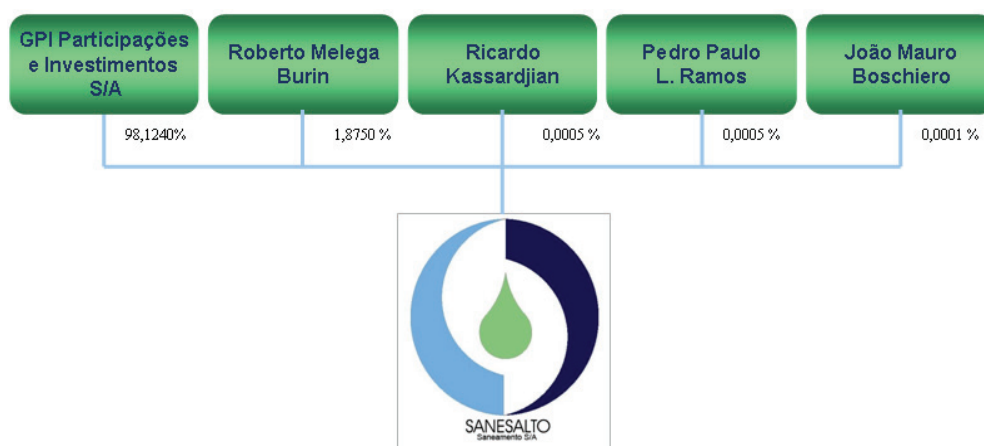 GPI Participações
e Investimentos
S/A
Roberto Melega
Burin
Ricardo
Kassardjian
Pedro Paulo
L. Ramos
João Mauro
Boschiero
98,1240%
1,8750 %
0,0005 %
0,0005 %
0,0001 %
SANESALTO
Saneamento S/A